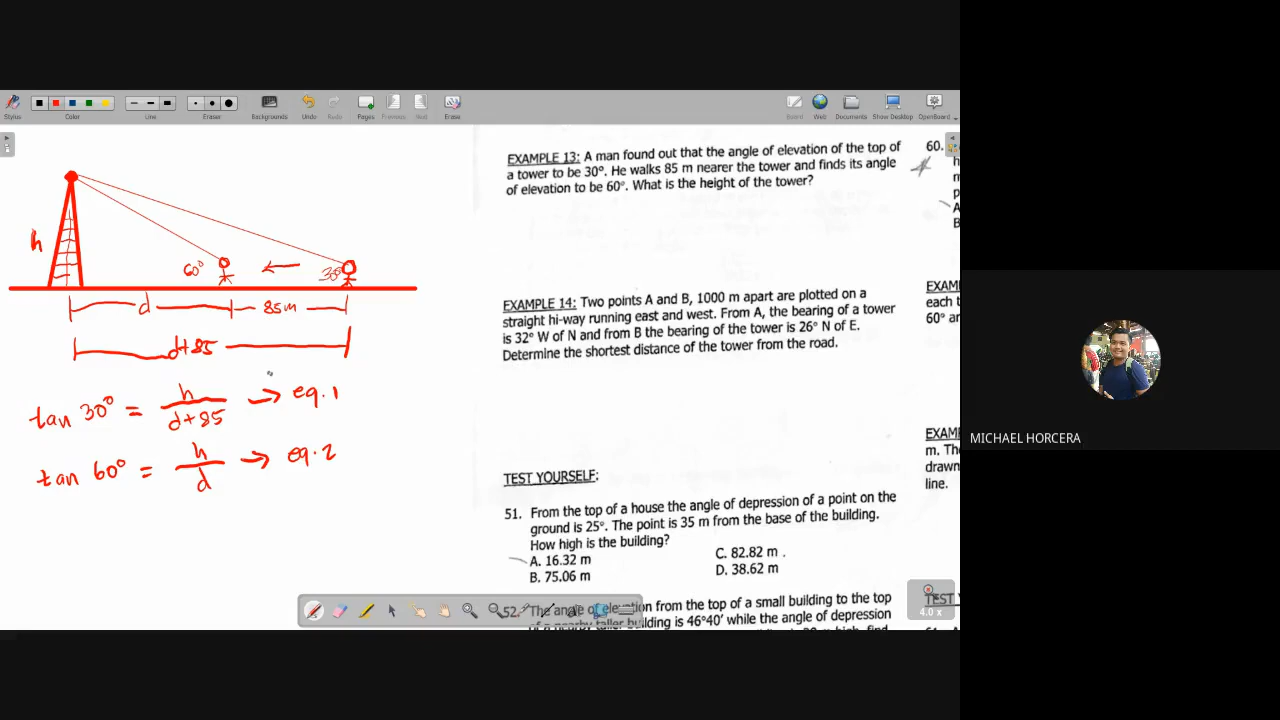 Stylus
Color
Line
Eraser
Backgrounds
Undo
Redo
Pages
Previous
Next
Erase
Board
Web
Documents
Show Desktop
OpenBoard
h
60°
30°
d
85m
d+85
tan 30° = h / d+85 → eq.1
tan 60° = h / d → eq.2
EXAMPLE 13: A man found out that the angle of elevation of the top of
a tower to be 30°. He walks 85 m nearer the tower and finds its angle
of elevation to be 60°. What is the height of the tower?
EXAMPLE 14: Two points A and B, 1000 m apart are plotted on a
straight hi-way running east and west. From A, the bearing of a tower
is 32° W of N and from B the bearing of the tower is 26° N of E.
Determine the shortest distance of the tower from the road.
TEST YOURSELF:
51. From the top of a house the angle of depression of a point on the
ground is 25°. The point is 35 m from the base of the building.
How high is the building?
A. 16.32 m
C. 82.82 m .
B. 75.06 m
D. 38.62 m
52. The angle of elevation from the top of a small building to the top
of a nearby taller building is 46°40' while the angle of depression
60.
h
m
p
A
B
EXAM
each t
60° ar
EXAM
m. The
drawn
line.
TEST Y
4.0 x
MICHAEL HORCERA